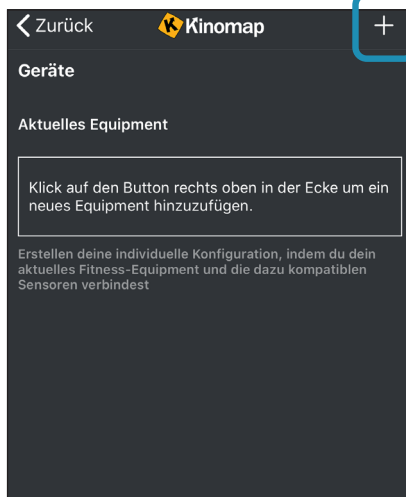 Zurück Kinomap +
Geräte
Aktuelles Equipment
Klick auf den Button rechts oben in der Ecke um ein
neues Equipment hinzuzufügen.
Erstellen deine individuelle Konfiguration, indem du dein
aktuelles Fitness-Equipment und die dazu kompatiblen
Sensoren verbindest